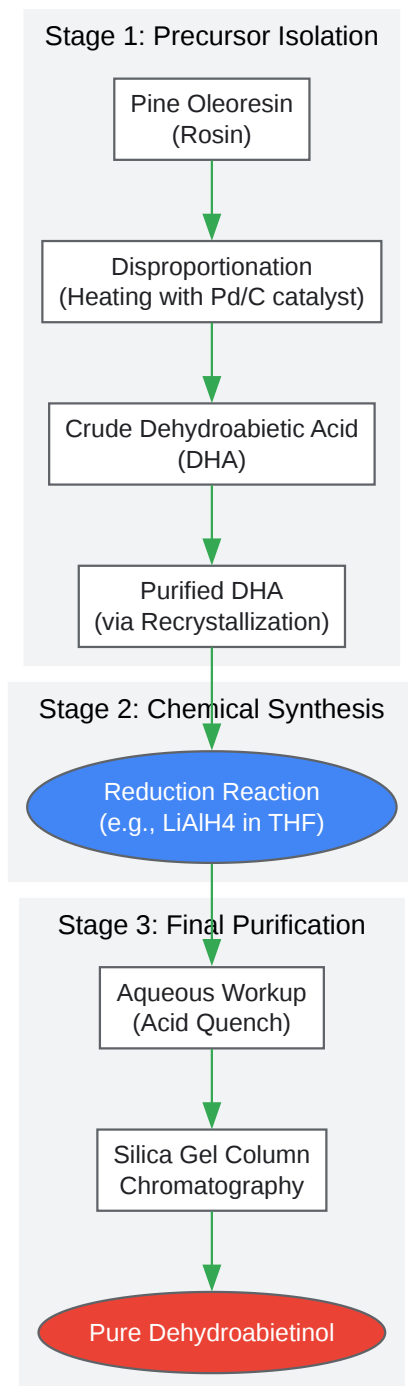 Stage 1: Precursor Isolation
Pine Oleoresin
(Rosin)
Disproportionation
(Heating with Pd/C catalyst)
Crude Dehydroabietic Acid
(DHA)
Purified DHA
(via Recrystallization)
Stage 2: Chemical Synthesis
Reduction Reaction
(e.g., LiAlH4 in THF)
Stage 3: Final Purification
Aqueous Workup
(Acid Quench)
Silica Gel Column
Chromatography
Pure Dehydroabietinol